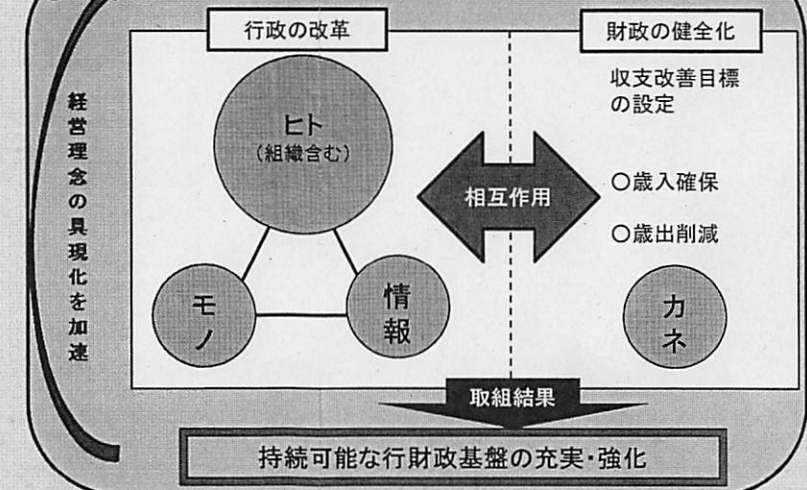 行政の改革
財政の健全化
経営理念の具現化を加速
ヒト
(組織含む)
モノ
情報
相互作用
収支改善目標
の設定
〇歳入確保
〇歳出削減
カネ
取組結果
持続可能な行財政基盤の充実・強化